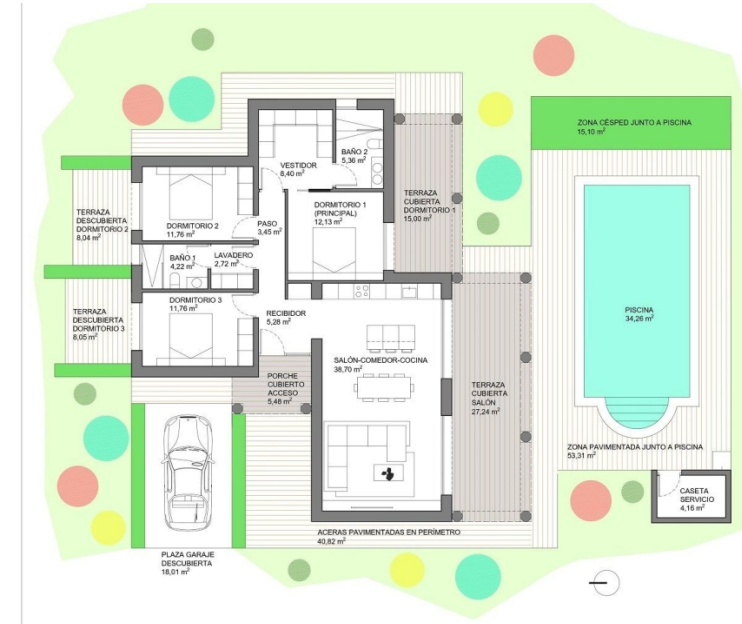 ZONA CÉSPED JUNTO A PISCINA
15,10 m²
BAÑO 2
5,36 m²
VESTIDOR
8,40 m²
TERRAZA
CUBIERTA
DORMITORIO 1
15,00 m²
DORMITORIO 1
(PRINCIPAL)
12,13 m²
TERRAZA
DESCUBIERTA
DORMITORIO 2
8,04 m²
DORMITORIO 2
11,76 m²
PASO
3,45 m²
BAÑO 1
4,22 m²
LAVADERO
2,72 m²
DORMITORIO 3
11,76 m²
TERRAZA
DESCUBIERTA
DORMITORIO 3
8,05 m²
RECIBIDOR
5,28 m²
PISCINA
34,26 m²
SALÓN-COMEDOR-COCINA
38,70 m²
PORCHE
CUBIERTO
ACCESO
5,48 m²
TERRAZA
CUBIERTA
SALÓN
27,24 m²
ZONA PAVIMENTADA JUNTO A PISCINA
53,31 m²
CASETA
SERVICIO
4,16 m²
ACERAS PAVIMENTADAS EN PERÍMETRO
40,82 m²
PLAZA GARAJE
DESCUBIERTA
18,01 m²